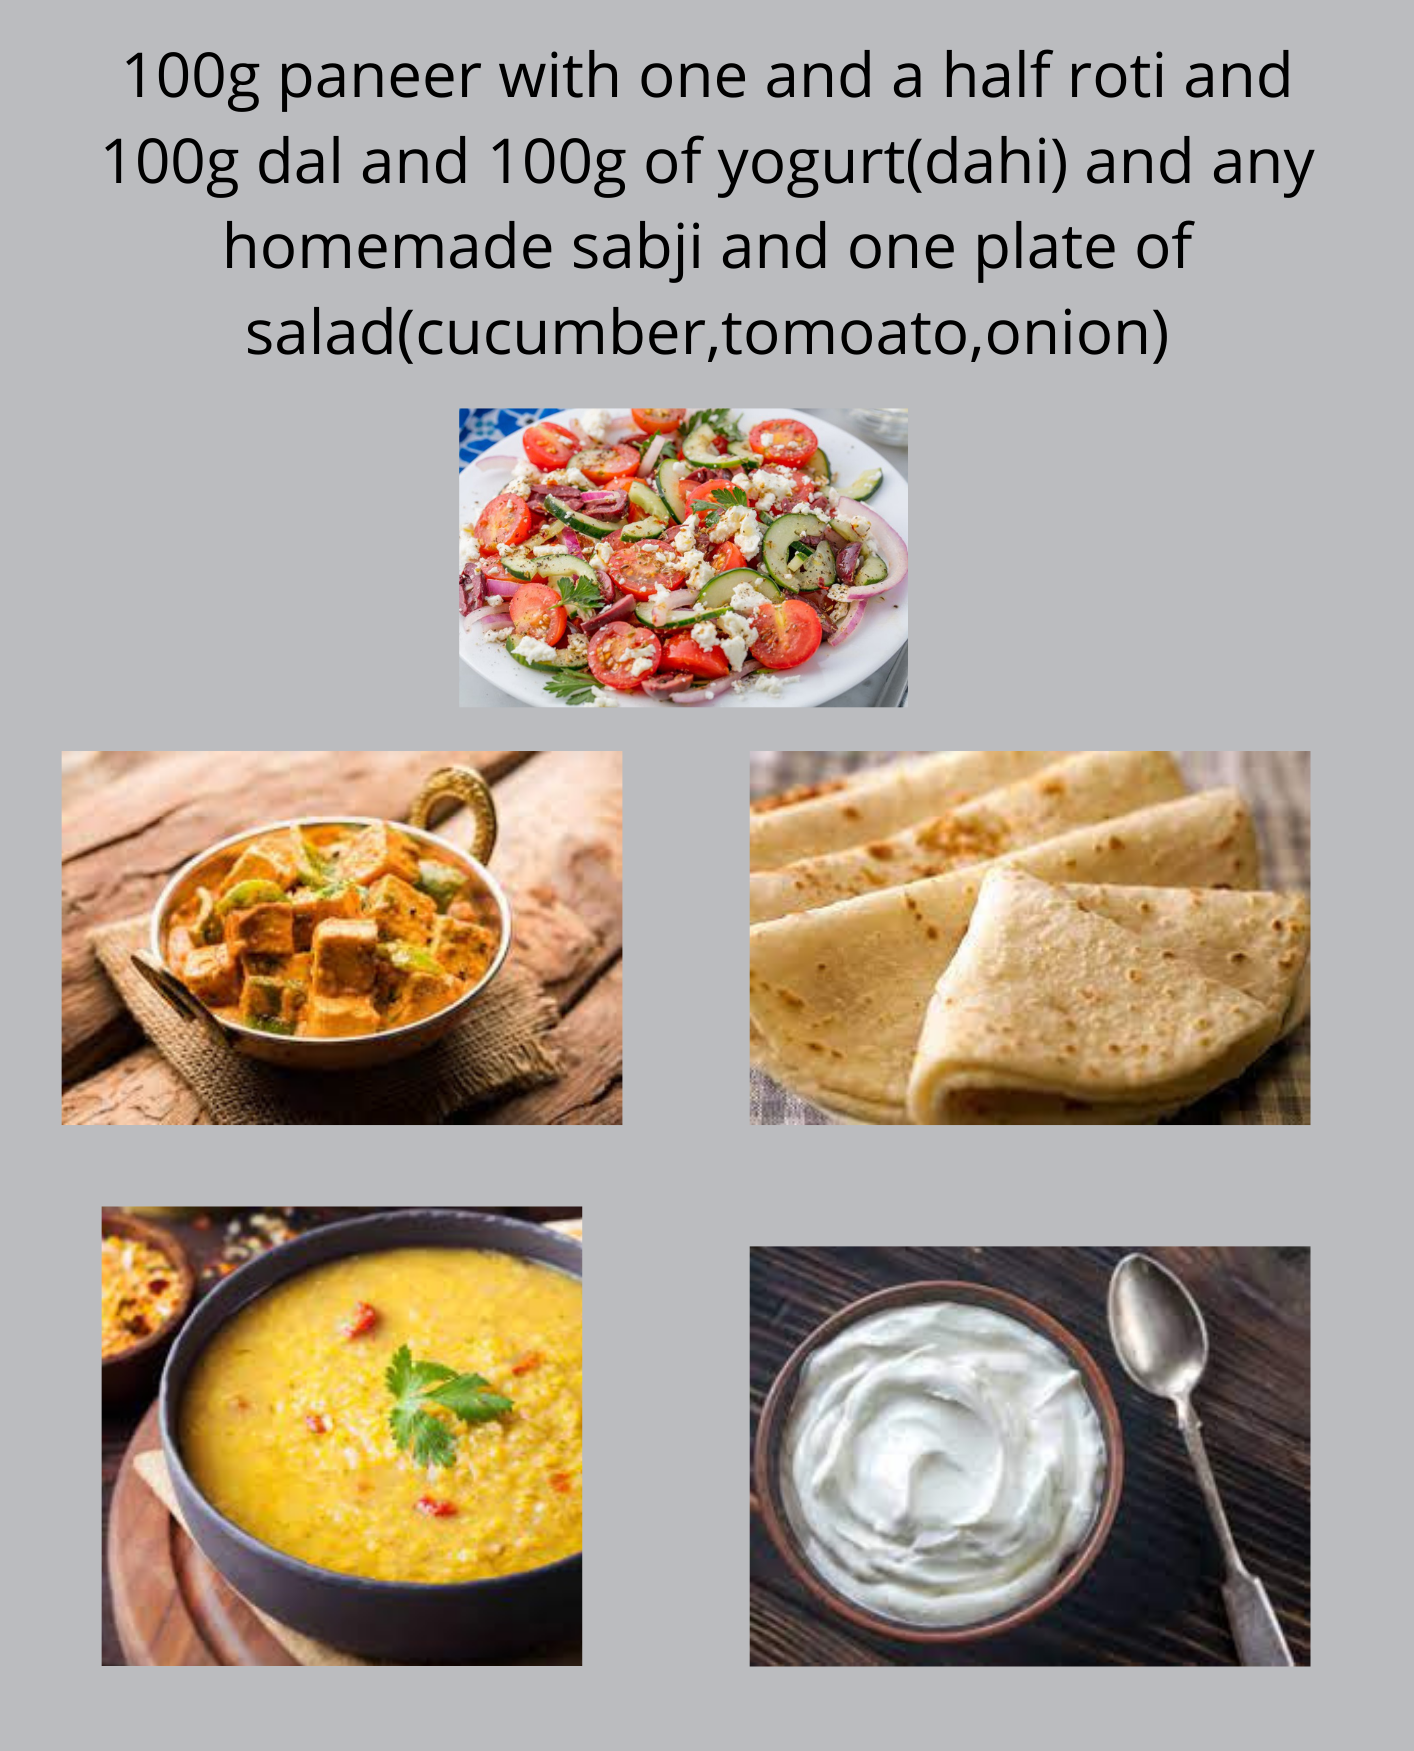 100g paneer with one and a half roti and
100g dal and 100g of yogurt(dahi) and any
homemade sabji and one plate of
salad(cucumber,tomoato,onion)